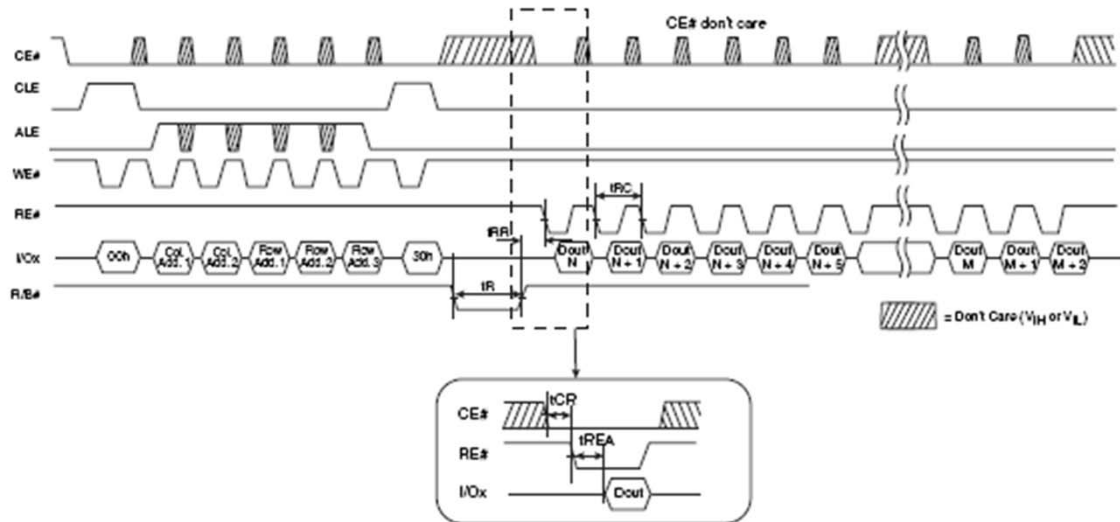 CE# don't care
CE#
CLE
ALE
WE#
tRC
RE#
tRR
I/Ox
00h
Col. Add. 1
Col. Add. 2
Row Add. 1
Row Add. 2
Row Add. 3
30h
Dout N
Dout N + 1
Dout N + 2
Dout N + 3
Dout N + 4
Dout N + 5
Dout M
Dout M + 1
Dout M + 2
tR
R/B#
= Don't Care (VIH or VIL)
tCR
CE#
tREA
RE#
I/Ox
Dout